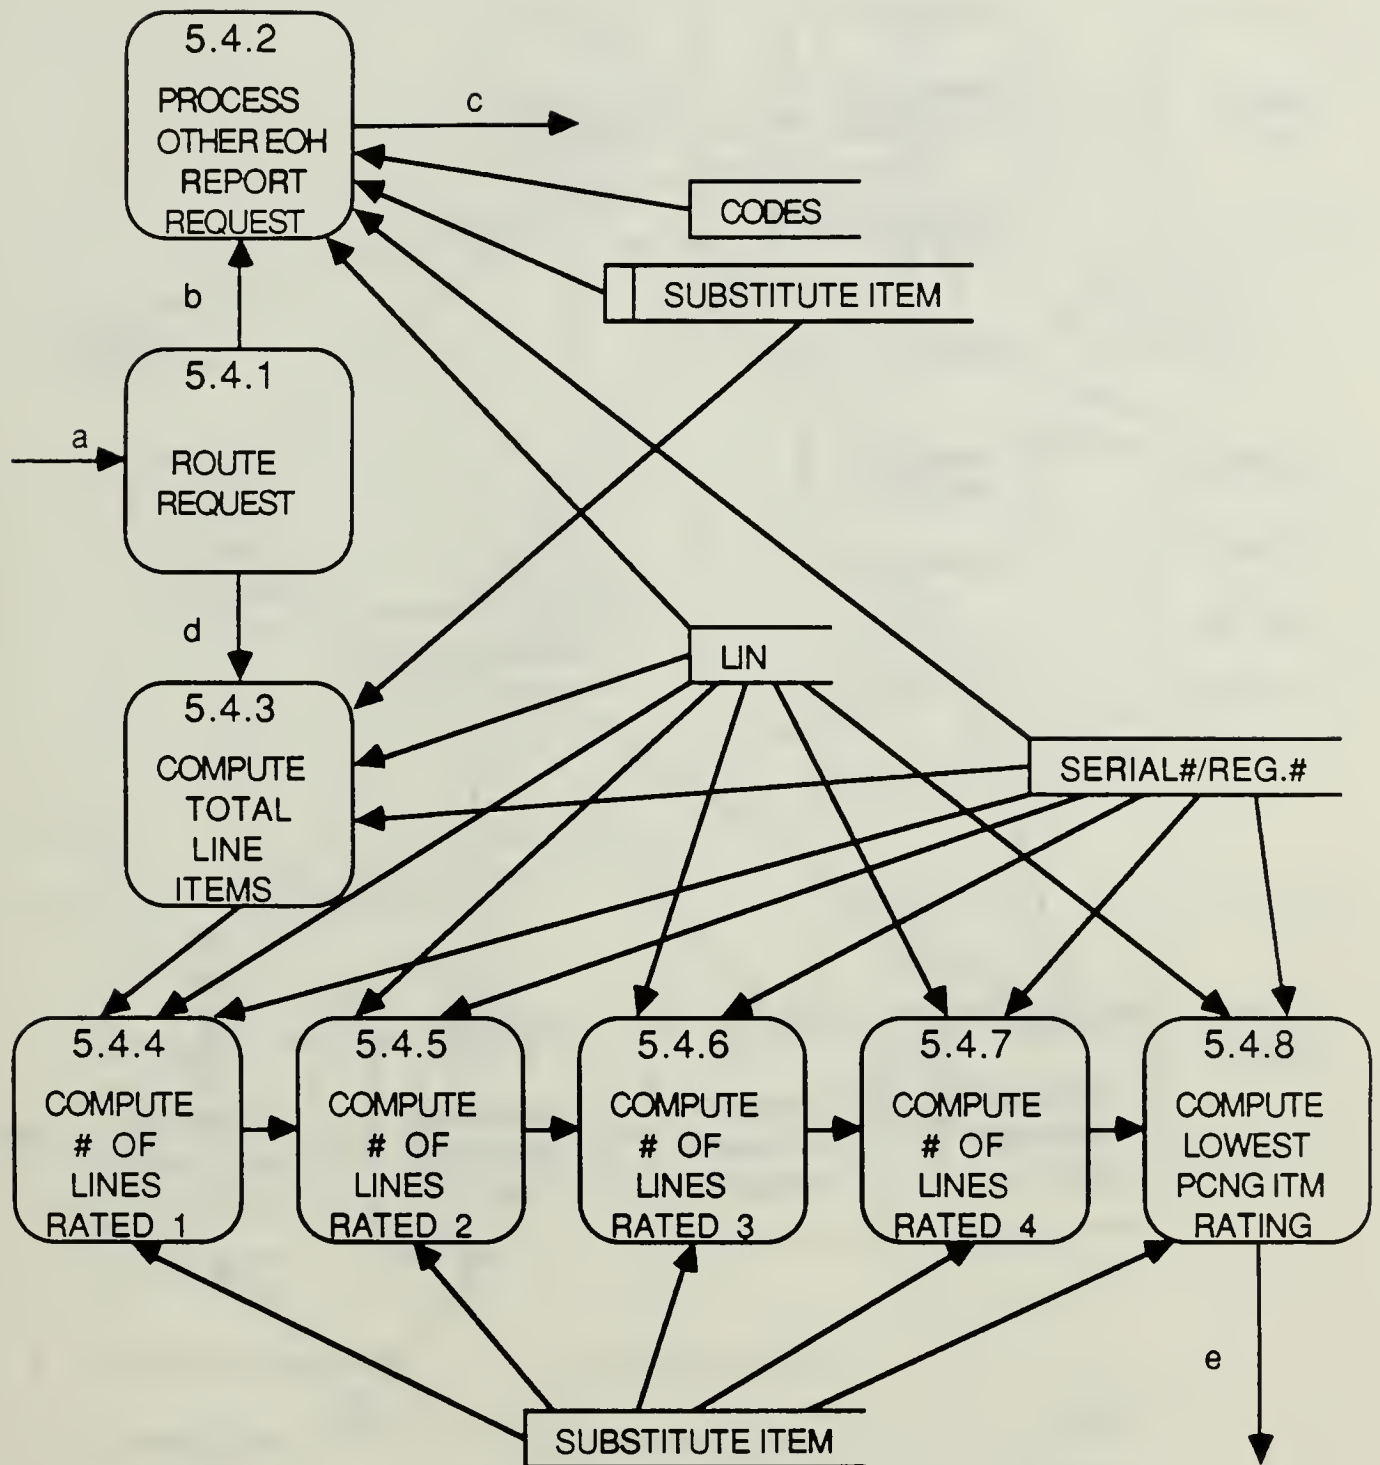 5.4.2
PROCESS
OTHER EOH
REPORT
REQUEST
c
CODES
SUBSTITUTE ITEM
b
5.4.1
ROUTE
REQUEST
a
d
LIN
5.4.3
COMPUTE
TOTAL
LINE
ITEMS
SERIAL#/REG.#
5.4.4
COMPUTE
# OF
LINES
RATED 1
5.4.5
COMPUTE
# OF
LINES
RATED 2
5.4.6
COMPUTE
# OF
LINES
RATED 3
5.4.7
COMPUTE
# OF
LINES
RATED 4
5.4.8
COMPUTE
LOWEST
PCNG ITM
RATING
e
SUBSTITUTE ITEM